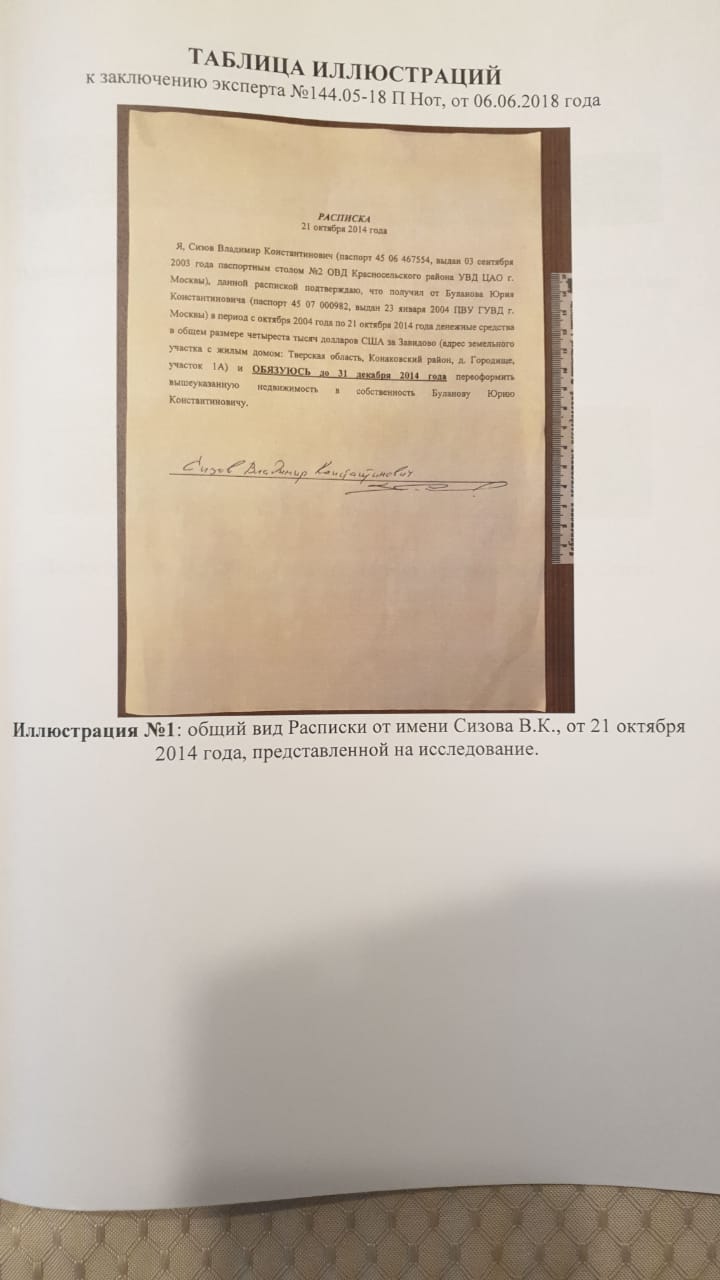 ТАБЛИЦА ИЛЛЮСТРАЦИЙ
к заключению эксперта №144.05-18 П Нот, от 06.06.2018 года
РАСПИСКА
21 октября 2014 года
Я, Сизов Владимир Константинович (паспорт 45 06 467554, выдан 03 сентября
2003 года паспортным столом №2 ОВД Красносельского района УВД ЦАО г.
Москвы), данной распиской подтверждаю, что получил от Буланова Юрия
Константиновича (паспорт 45 07 000982, выдан 23 января 2004 ПВУ ГУВД г.
Москвы) в период с октября 2004 года по 21 октября 2014 года денежные средства
в общем размере четыреста тысяч долларов США за Завидово (адрес земельного
участка с жилым домом: Тверская область, Конаковский район, д. Городище,
участок 1А) и ОБЯЗУЮСЬ до 31 декабря 2014 года переоформить
вышеуказанную недвижимость в собственность Буланову Юрию
Константиновичу.
Сизов Владимир Константинович
Иллюстрация №1: общий вид Расписки от имени Сизова В.К., от 21 октября
2014 года, представленной на исследование.